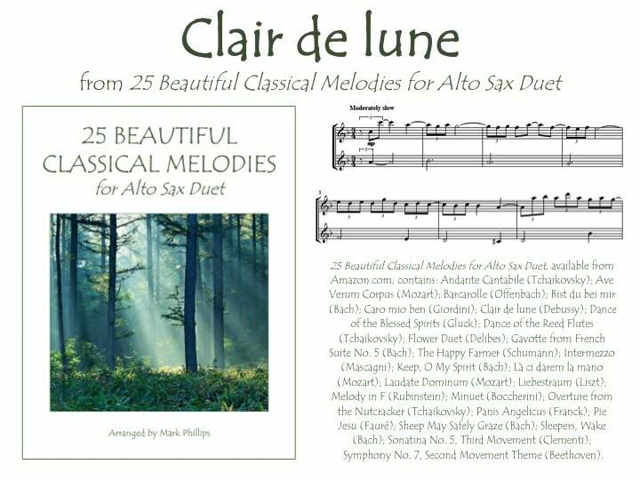 Clair de lune
from 25 Beautiful Classical Melodies for Alto Sax Duet
25 BEAUTIFUL
CLASSICAL MELODIES
for Alto Sax Duet
Arranged by Mark Phillips
Moderately slow
mp
25 Beautiful Classical Melodies for Alto Sax Duet, available from
Amazon.com, contains: Andante Cantabile (Tchaikovsky); Ave
Verum Corpus (Mozart); Barcarolle (Offenbach); Bist du bei mir
(Bach); Caro mio ben (Giordini); Clair de lune (Debussy); Dance
of the Blessed Spirits (Gluck); Dance of the Reed Flutes
(Tchaikovsky); Flower Duet (Delibes); Gavotte from French
Suite No. 5 (Bach); The Happy Farmer (Schumann); Intermezzo
(Mascagni); Keep, O My Spirit (Bach); Là ci darem la mano
(Mozart); Laudate Dominum (Mozart); Liebestraum (Liszt);
Melody in F (Rubinstein); Minuet (Boccherini); Overture from
the Nutcracker (Tchaikovsky); Panis Angelicus (Franck); Pie
Jesu (Fauré); Sheep May Safely Graze (Bach); Sleepers, Wake
(Bach); Sonatina No. 5, Third Movement (Clementi);
Symphony No. 7, Second Movement Theme (Beethoven).